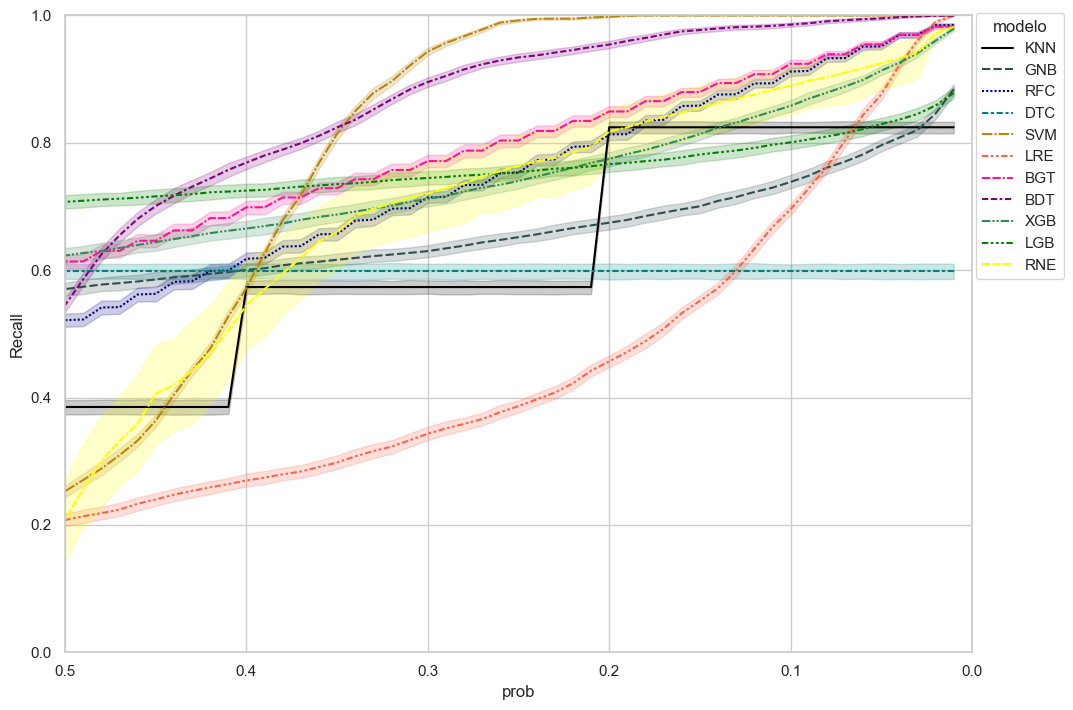 1.0
0.8
0.6
0.4
0.2
0.0
Recall
0.5
0.4
0.3
0.2
0.1
0.0
prob
modelo
KNN
GNB
RFC
DTC
SVM
LRE
BGT
BDT
XGB
LGB
RNE